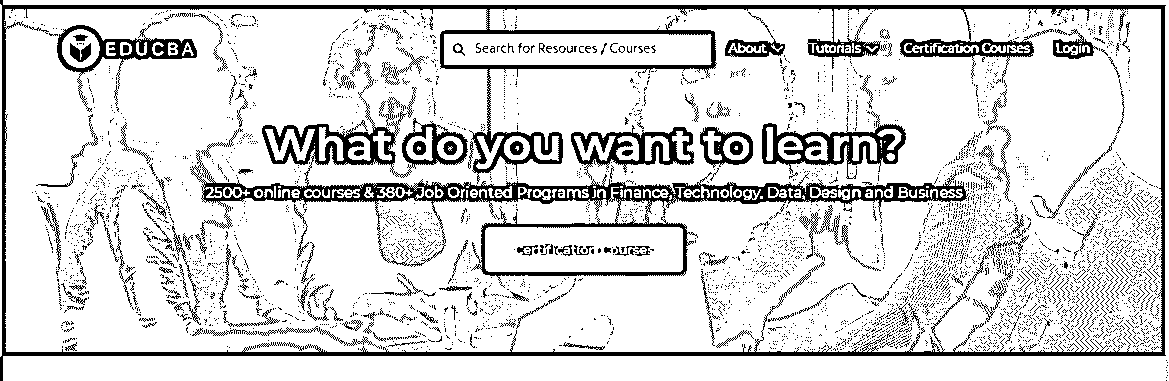 EDUCBA
Search for Resources / Courses
About
Tutorials
Certification Courses
Login
What do you want to learn?
2500+ online courses & 380+ Job Oriented Programs in Finance, Technology, Data, Design and Business
Certification Courses